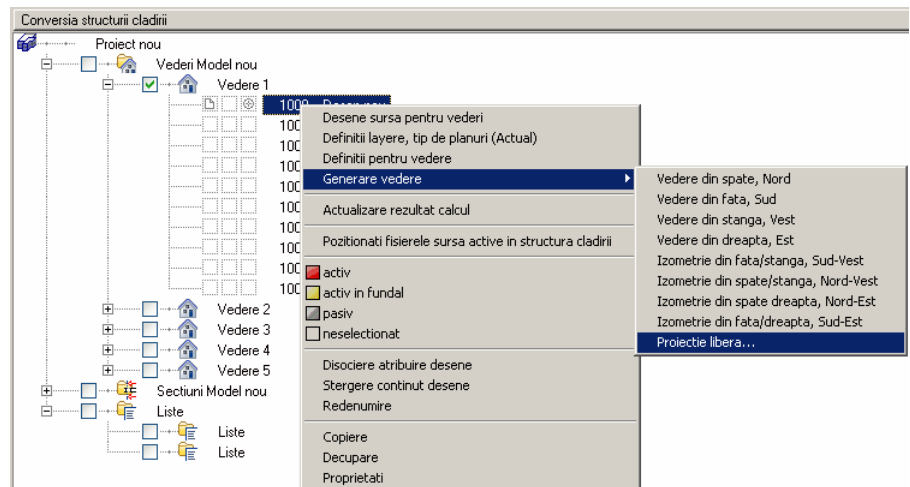 Conversia structurii cladirii
Proiect nou
Vederi Model nou
Vedere 1
100
100
100
100
100
100
100
100
100
Vedere 2
Vedere 3
Vedere 4
Vedere 5
Sectiuni Model nou
Liste
Liste
Liste
Desene sursa pentru vederi
Definitii layere, tip de planuri (Actual)
Definitii pentru vedere
Generare vedere
Actualizare rezultat calcul
Pozitionati fisierele sursa active in structura cladirii
activ
activ in fundal
pasiv
neselectionat
Disociere atribuire desene
Stergere continut desene
Redenumire
Copiere
Decupare
Proprietati
Vedere din spate, Nord
Vedere din fata, Sud
Vedere din stanga, Vest
Vedere din dreapta, Est
Izometrie din fata/stanga, Sud-Vest
Izometrie din spate/stanga, Nord-Vest
Izometrie din spate dreapta, Nord-Est
Izometrie din fata/dreapta, Sud-Est
Proiectie libera...